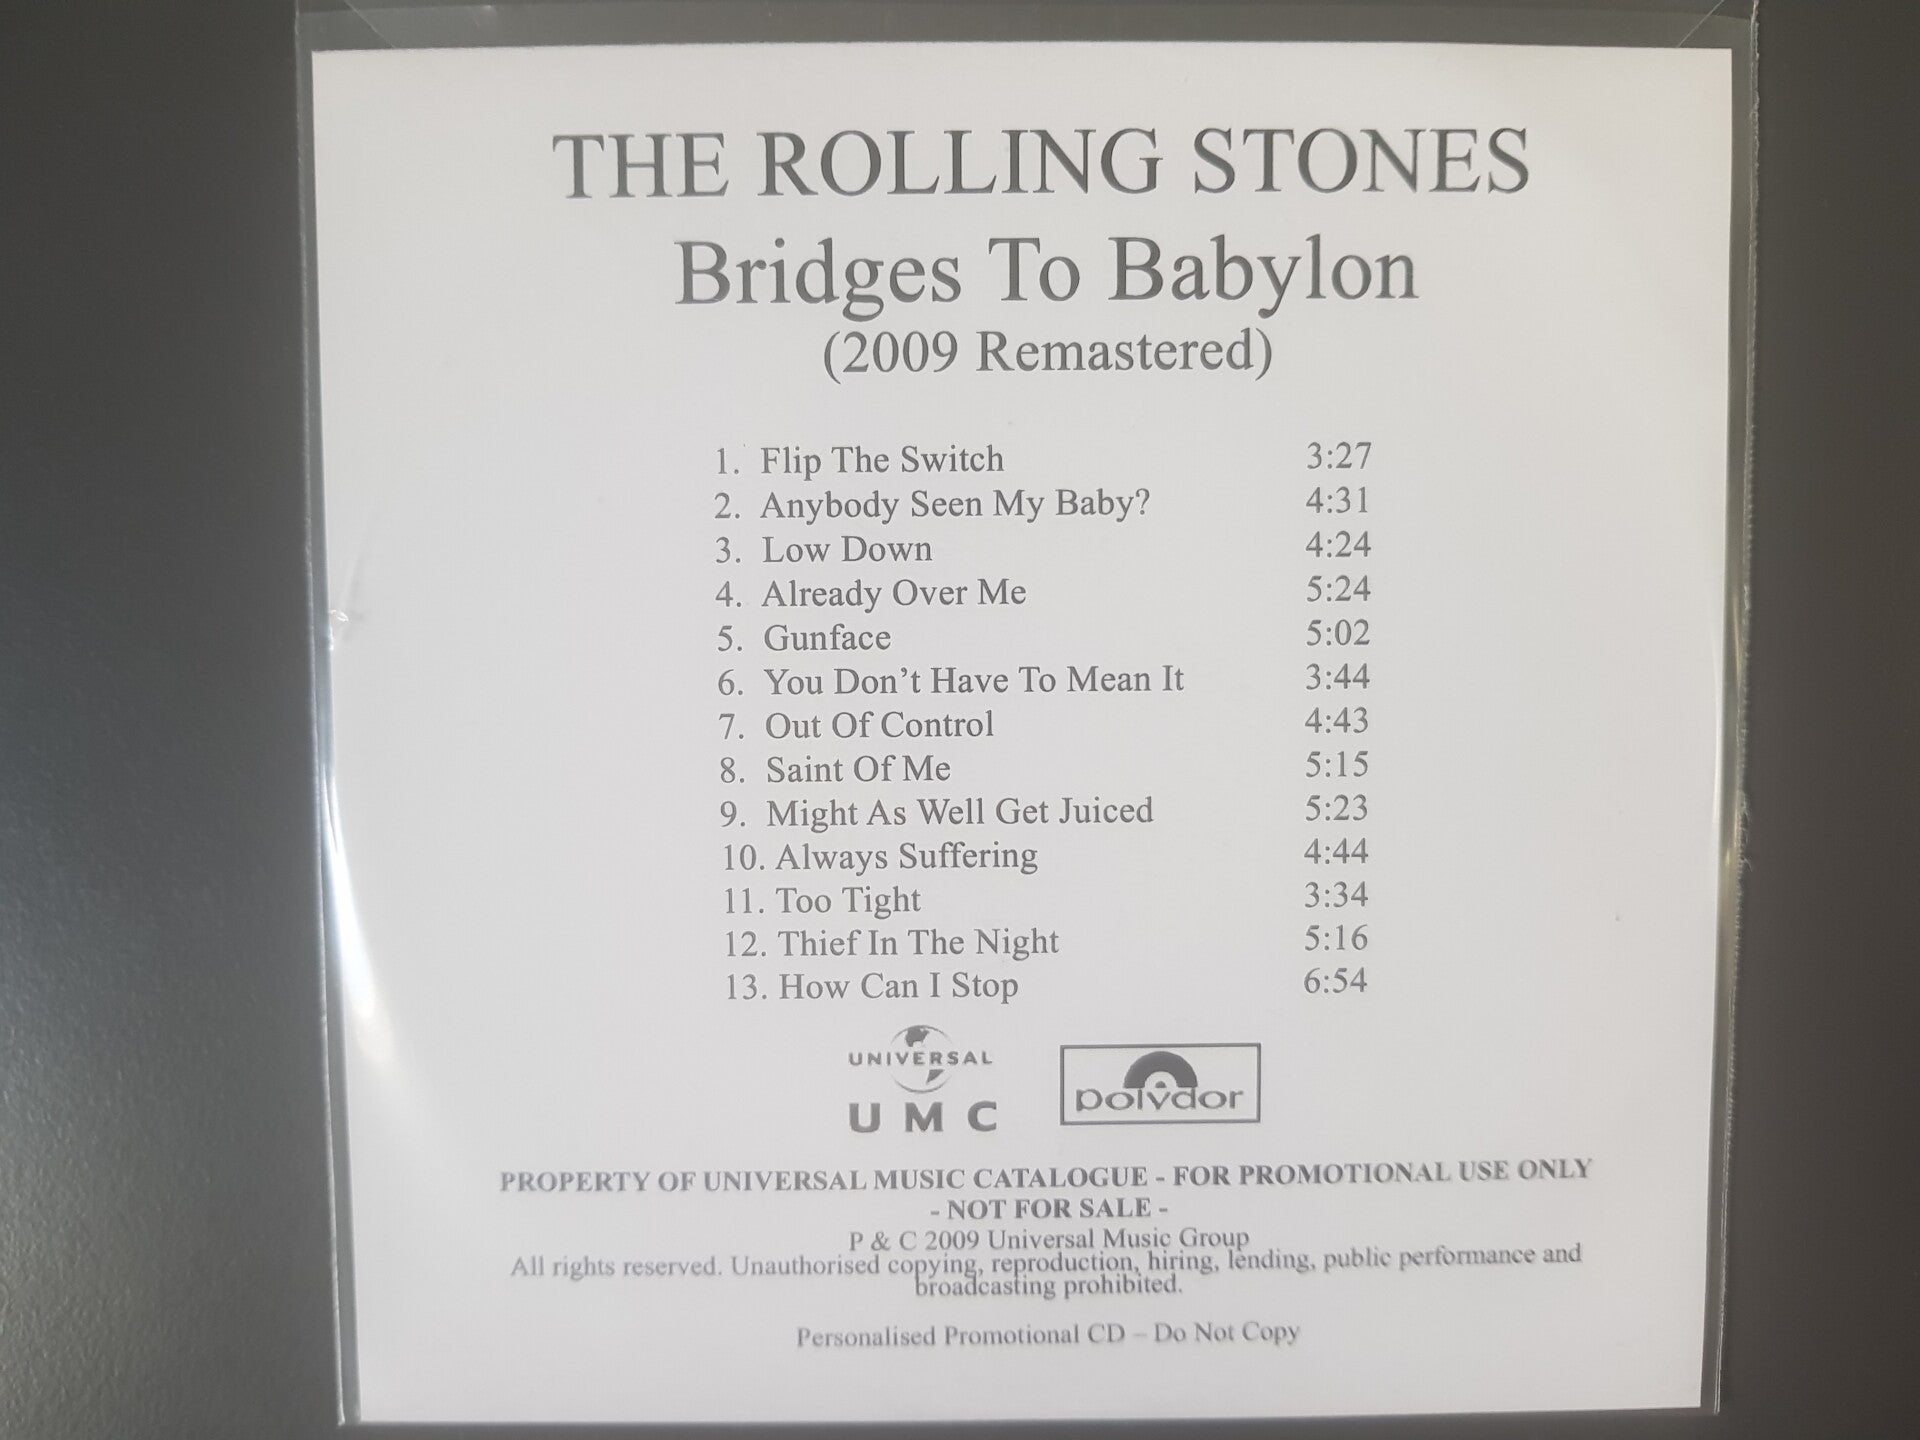 THE ROLLING STONES
Bridges To Babylon
(2009 Remastered)
1. Flip The Switch 3:27
2. Anybody Seen My Baby? 4:31
3. Low Down 4:24
4. Already Over Me 5:24
5. Gunface 5:02
6. You Don't Have To Mean It 3:44
7. Out Of Control 4:43
8. Saint Of Me 5:15
9. Might As Well Get Juiced 5:23
10. Always Suffering 4:44
11. Too Tight 3:34
12. Thief In The Night 5:16
13. How Can I Stop 6:54
UNIVERSAL
UMC
polydor
PROPERTY OF UNIVERSAL MUSIC CATALOGUE - FOR PROMOTIONAL USE ONLY
- NOT FOR SALE -
P & C 2009 Universal Music Group
All rights reserved. Unauthorised copying, reproduction, hiring, lending, public performance and
broadcasting prohibited.
Personalised Promotional CD – Do Not Copy